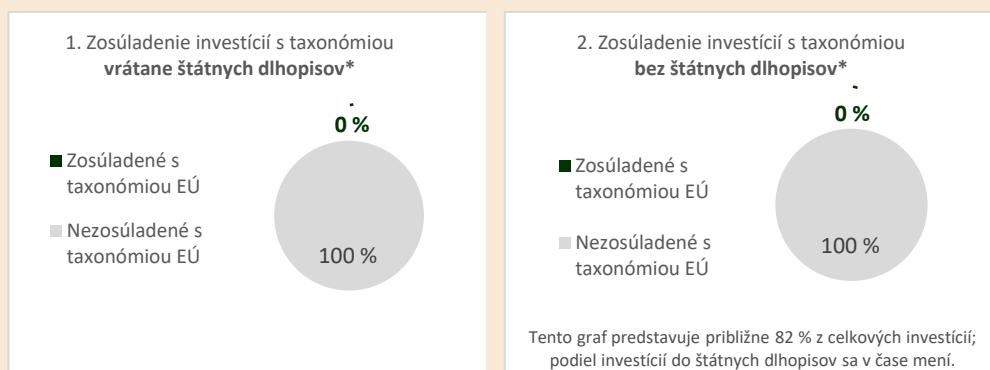 1. Zosúladenie investícií s taxonómiou
vrátane štátnych dlhopisov*
0 %
Zosúladené s
taxonómiou EÚ
Nezosúladené s
taxonómiou EÚ
100 %
2. Zosúladenie investícií s taxonómiou
bez štátnych dlhopisov*
0 %
Zosúladené s
taxonómiou EÚ
Nezosúladené s
taxonómiou EÚ
100 %
Tento graf predstavuje približne 82 % z celkových investícií;
podiel investícií do štátnych dlhopisov sa v čase mení.